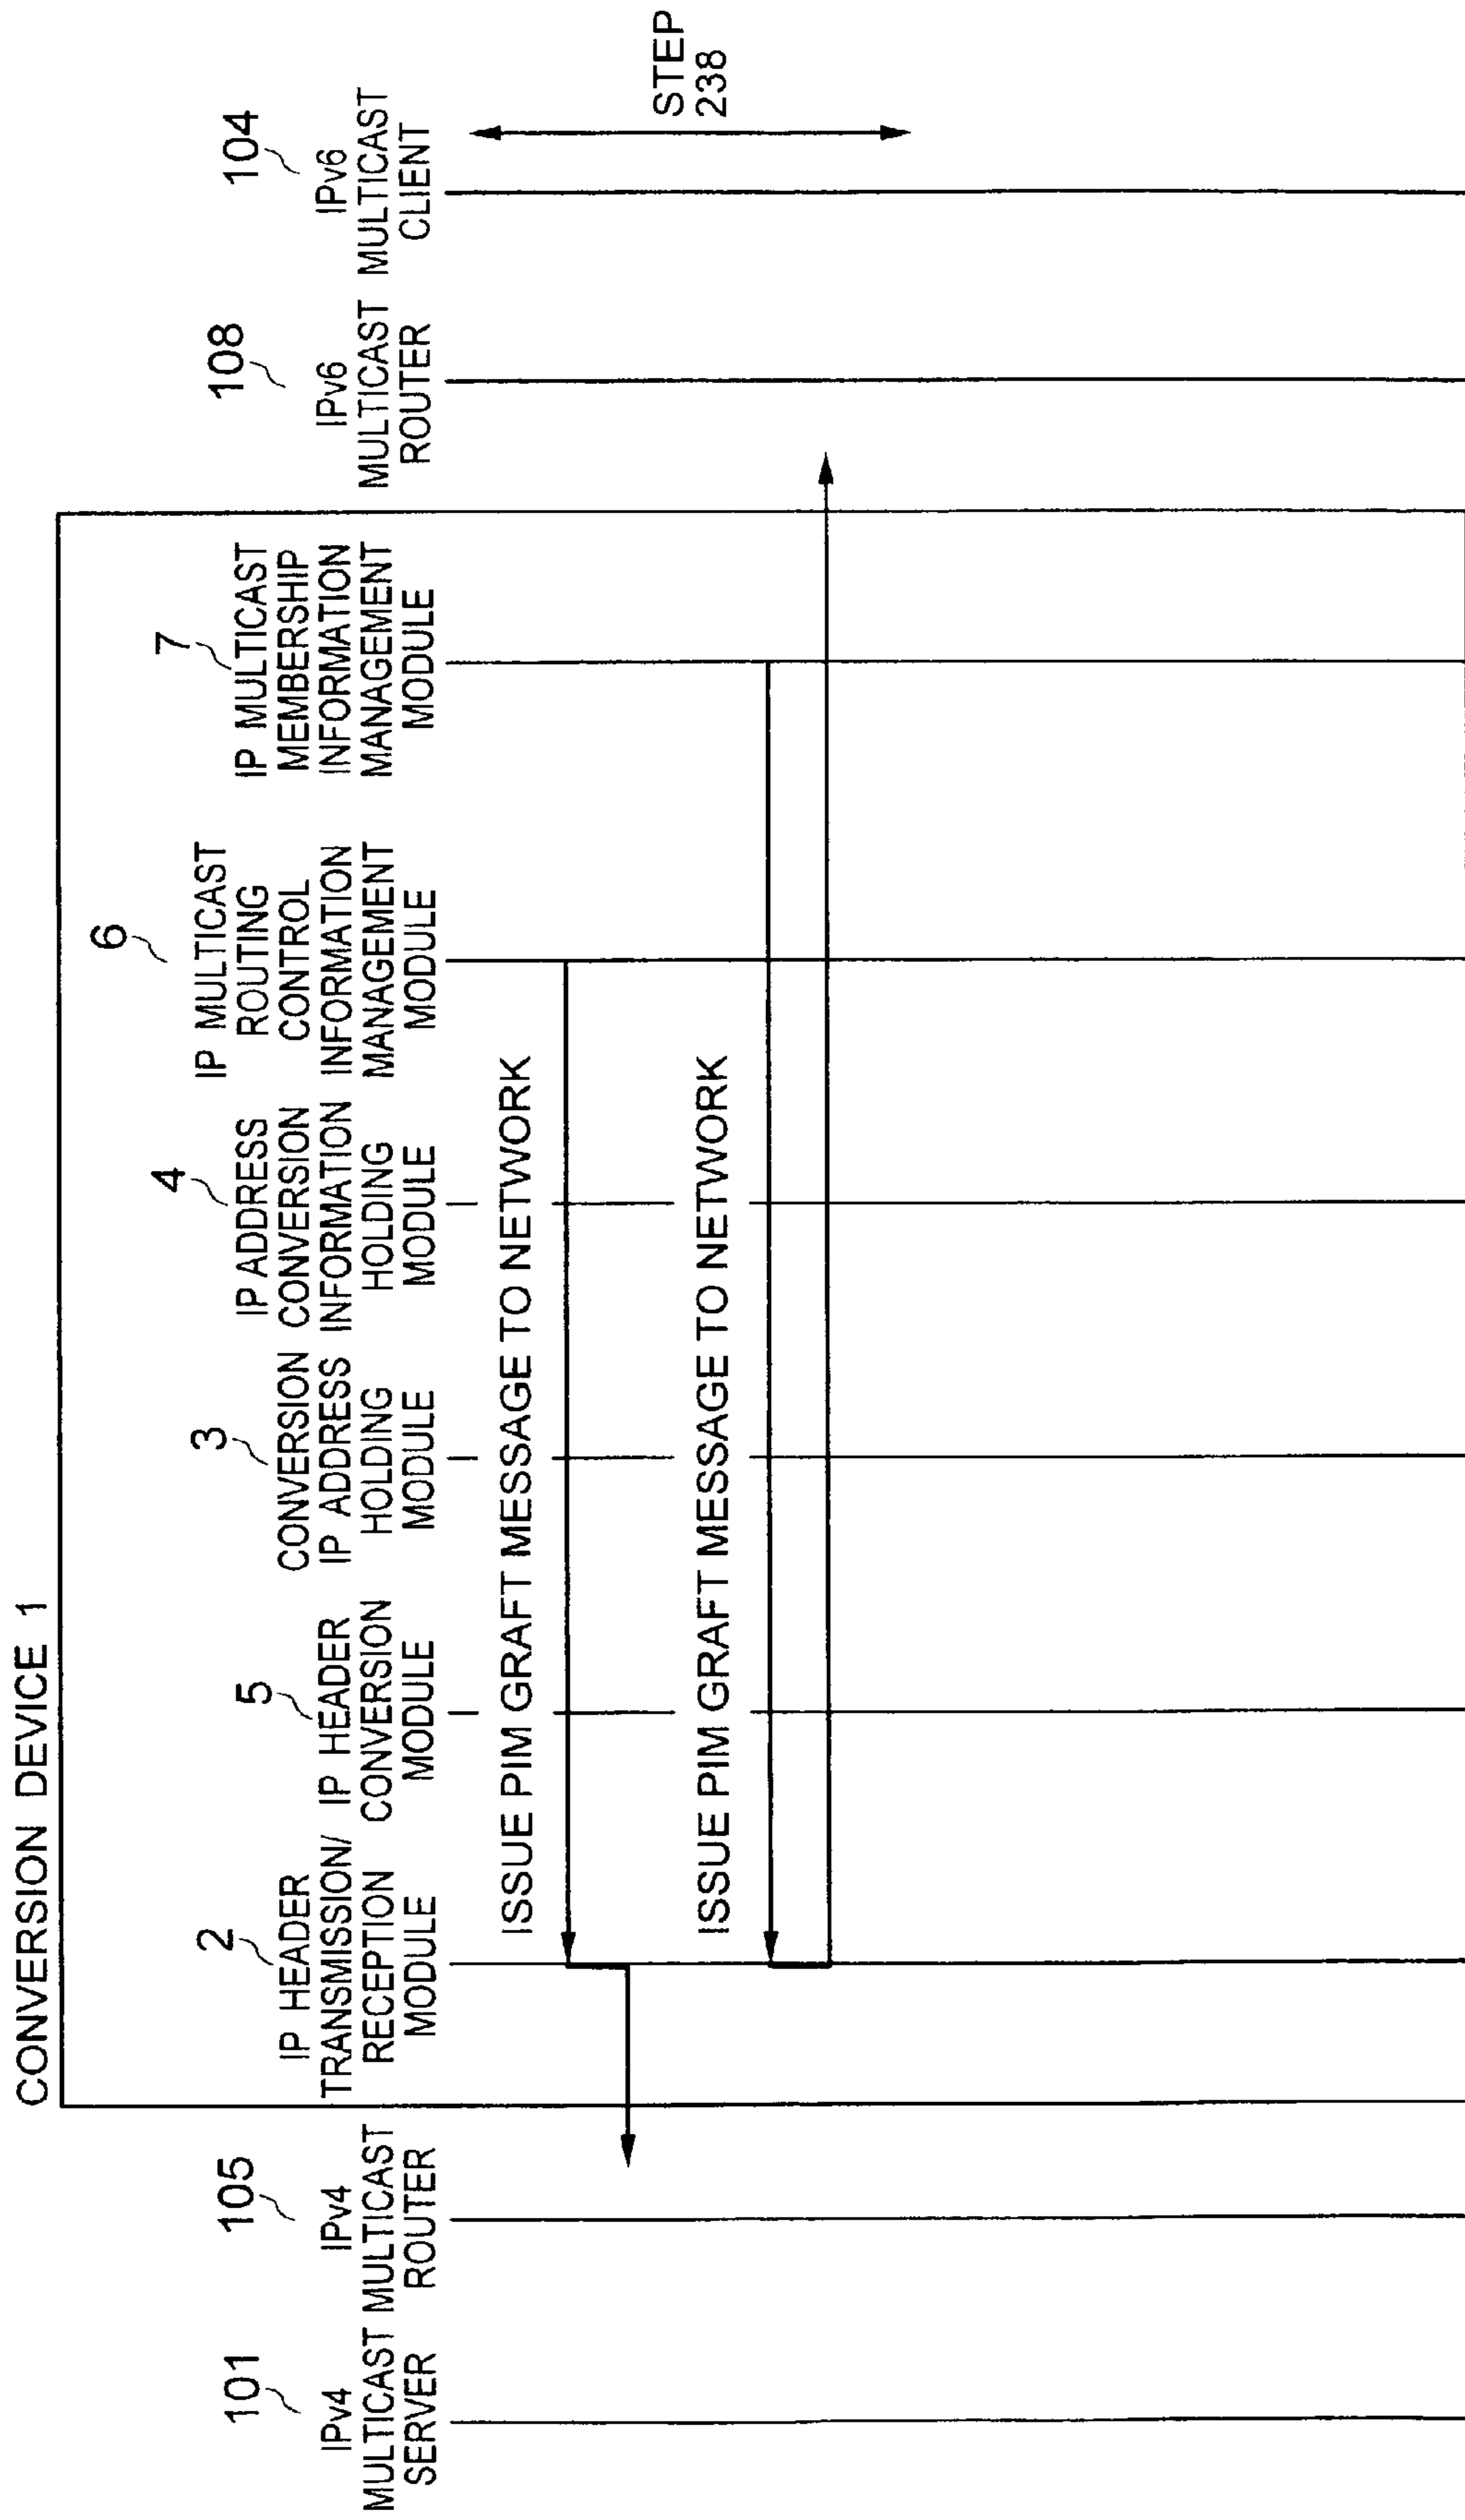 CONVERSION DEVICE 1
101
IPv4
MULTICAST
SERVER
105
IPv4
MULTICAST
ROUTER
2
IP HEADER
TRANSMISSION/
RECEPTION
MODULE
5
IP HEADER
CONVERSION
MODULE
3
CONVERSION
IP ADDRESS
HOLDING
MODULE
4
IP ADDRESS
CONVERSION
INFORMATION
HOLDING
MODULE
6
IP MULTICAST
ROUTING
CONTROL
INFORMATION
MANAGEMENT
MODULE
7
IP MULTICAST
MEMBERSHIP
INFORMATION
MANAGEMENT
MODULE
108
IPv6
MULTICAST
ROUTER
104
IPv6
MULTICAST
CLIENT
ISSUE PIM GRAFT MESSAGE TO NETWORK
ISSUE PIM GRAFT MESSAGE TO NETWORK
STEP
238